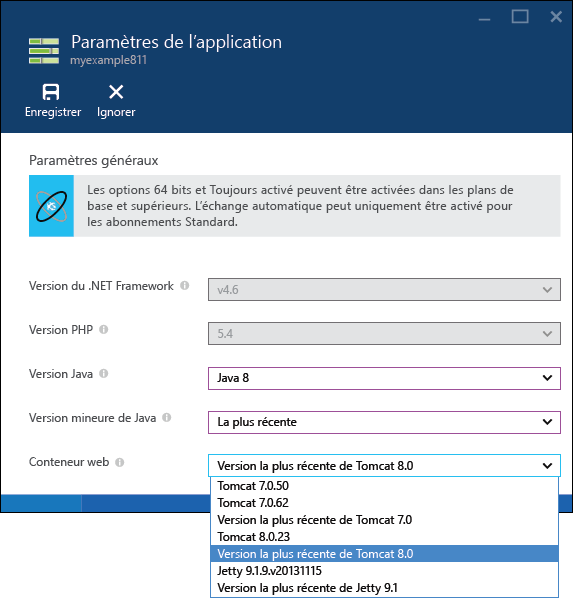 Paramètres de l’application
myexample811
Enregistrer
Ignorer
Paramètres généraux
Les options 64 bits et Toujours activé peuvent être activées dans les plans de
base et supérieurs. L’échange automatique peut uniquement être activé pour
les abonnements Standard.
Version du .NET Framework
v4.6
Version PHP
5.4
Version Java
Java 8
Version mineure de Java
La plus récente
Conteneur web
Version la plus récente de Tomcat 8.0
Tomcat 7.0.50
Tomcat 7.0.62
Version la plus récente de Tomcat 7.0
Tomcat 8.0.23
Version la plus récente de Tomcat 8.0
Jetty 9.1.9.v20131115
Version la plus récente de Jetty 9.1